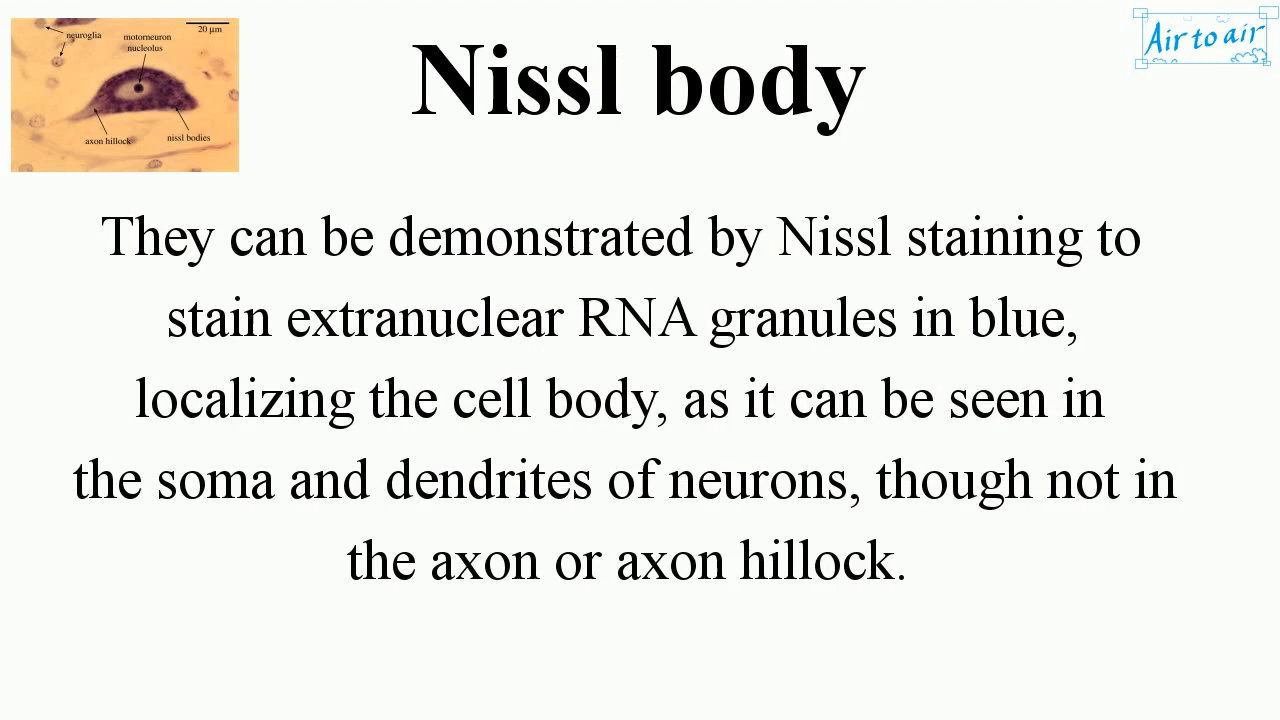 neuroglia
motorneuron
nucleolus
20 µm
axon hillock
nissl bodies
Nissl body
Air to air
They can be demonstrated by Nissl staining to
stain extranuclear RNA granules in blue,
localizing the cell body, as it can be seen in
the soma and dendrites of neurons, though not in
the axon or axon hillock.